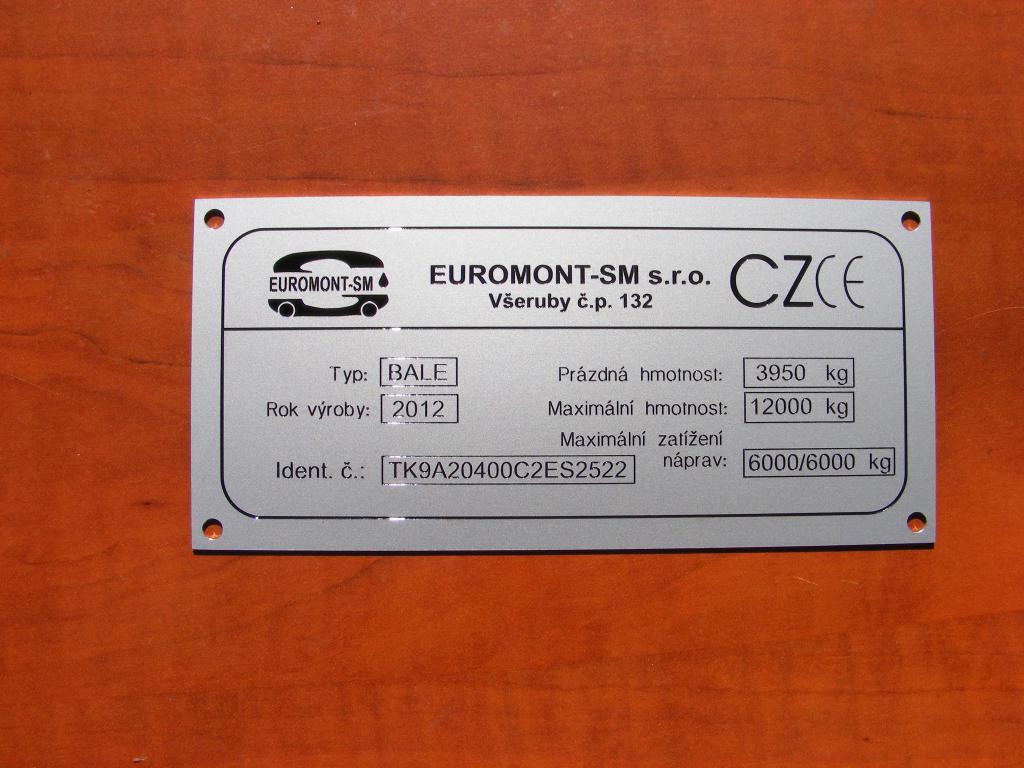 EUROMONT-SM
EUROMONT-SM s.r.o.
Všeruby č.p. 132
CZ CE
Typ: BALE
Rok výroby: 2012
Ident. č.: TK9A20400C2ES2522
Prázdná hmotnost: 3950 kg
Maximální hmotnost: 12000 kg
Maximální zatížení
náprav: 6000/6000 kg